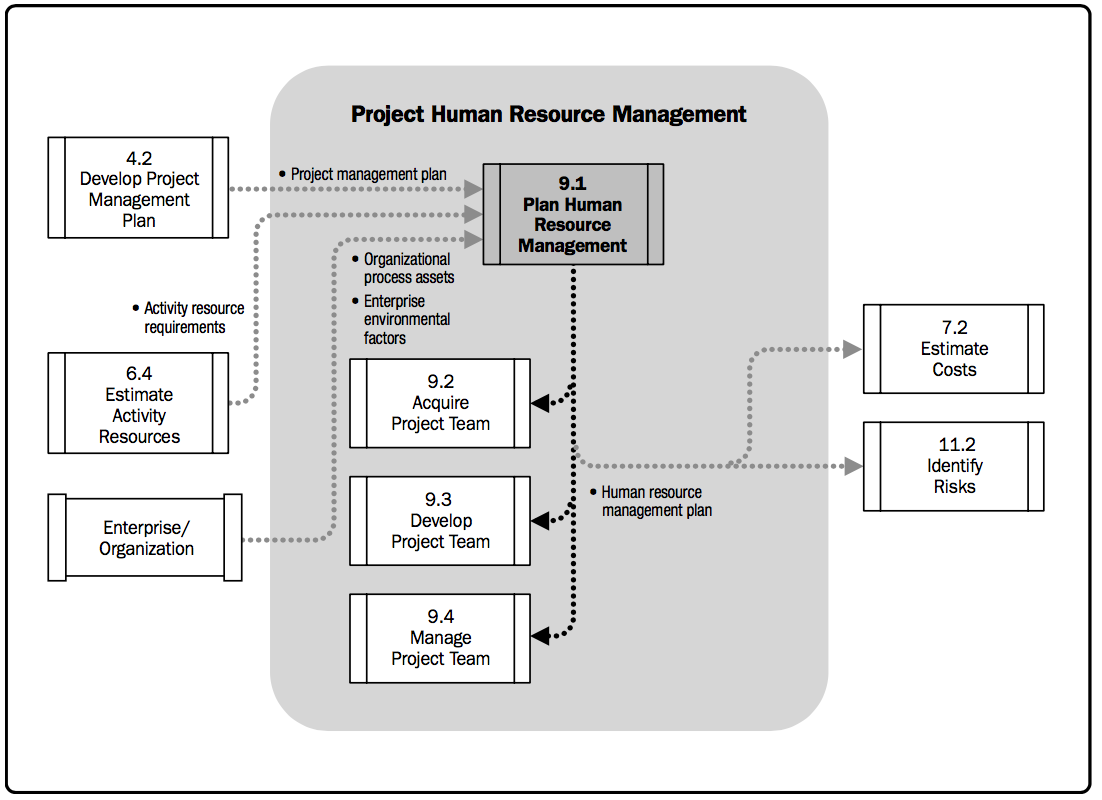 Project Human Resource Management
4.2
Develop Project
Management
Plan
• Project management plan
9.1
Plan Human
Resource
Management
• Organizational
process assets
• Enterprise
environmental
factors
• Activity resource
requirements
6.4
Estimate
Activity
Resources
Enterprise/
Organization
9.2
Acquire
Project Team
9.3
Develop
Project Team
9.4
Manage
Project Team
• Human resource
management plan
7.2
Estimate
Costs
11.2
Identify
Risks